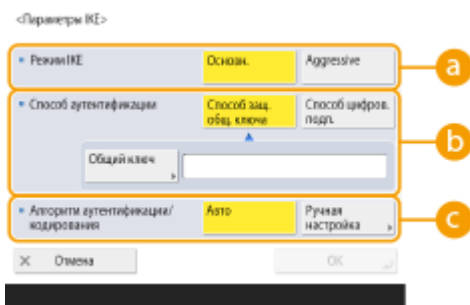 <Параметры IKE>
Режим IKE
Основн.
Aggressive
a
Способ аутентификации
Способ защ.
общ. ключа
Способ цифров.
подп.
b
Общий ключ
Алгоритм аутентификации/
кодирования
Авто
Ручная
настройка
c
Отмена
OK